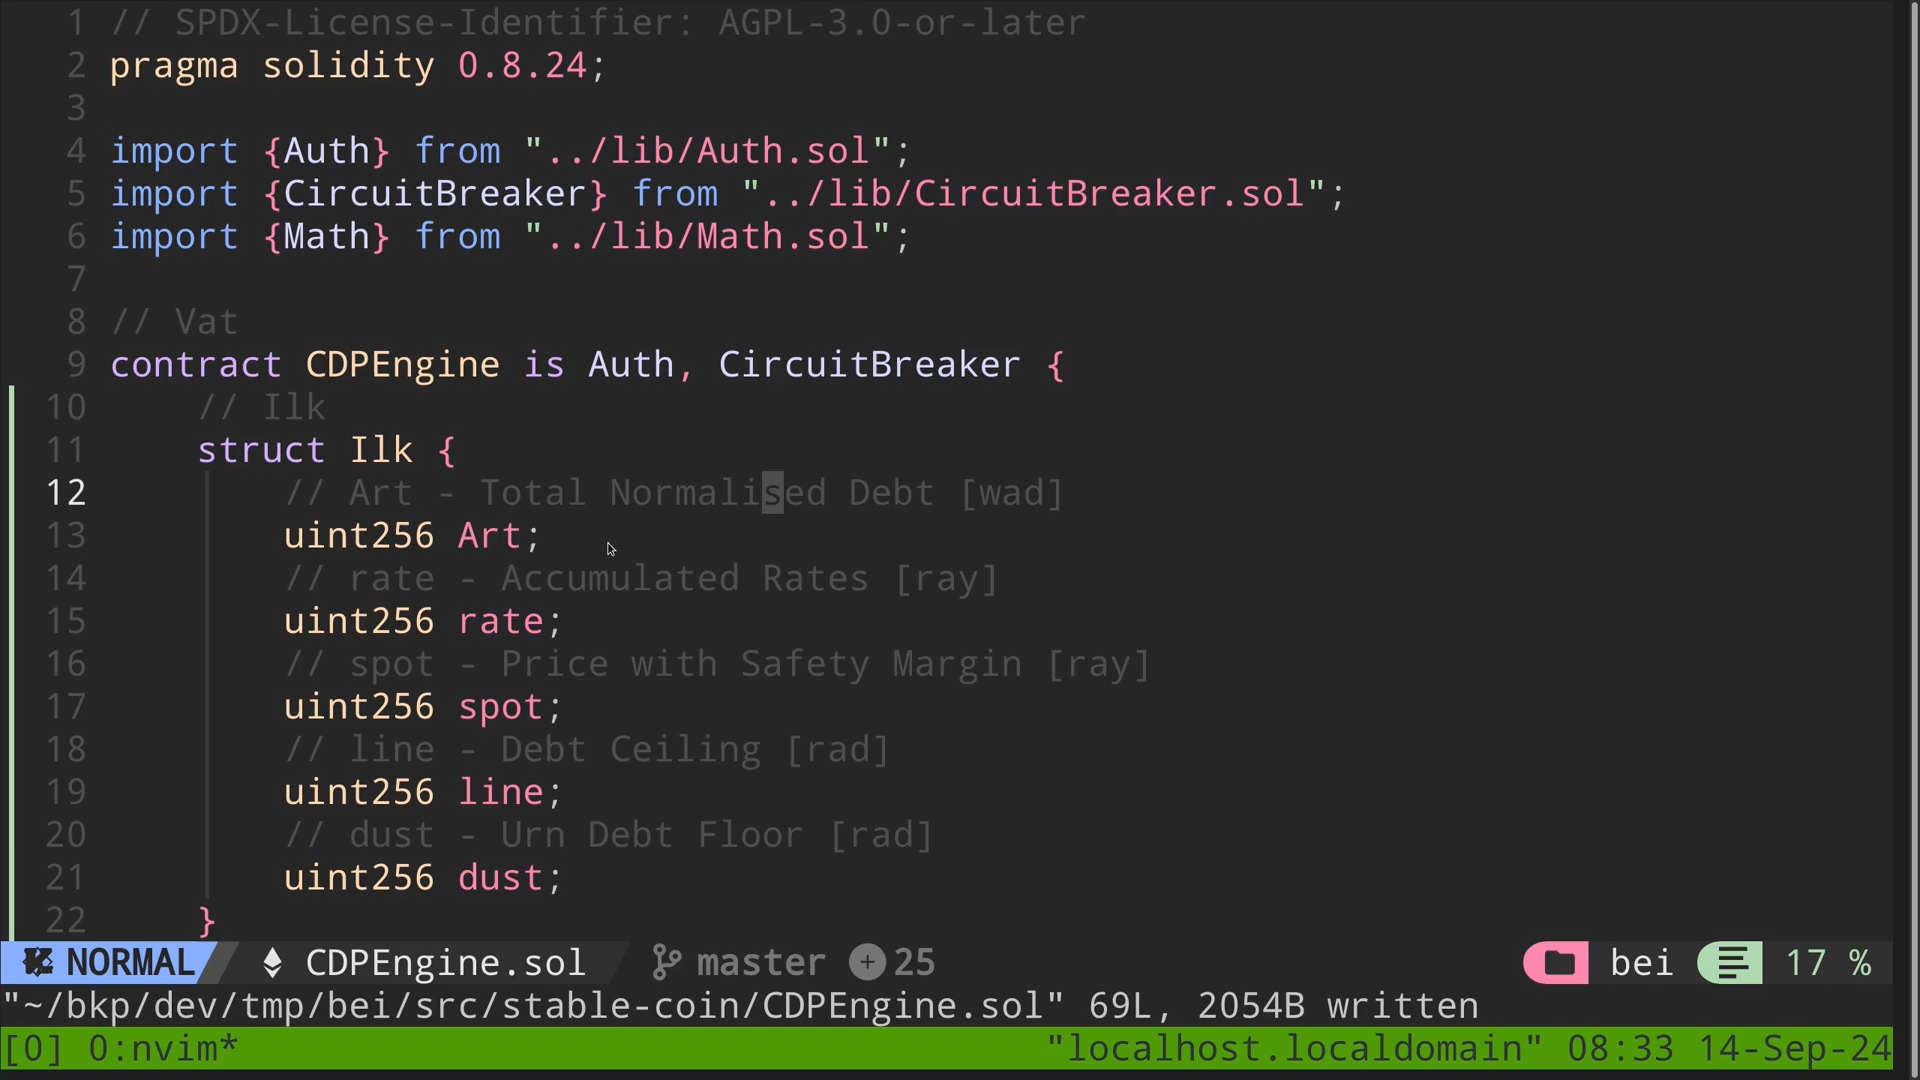 1 // SPDX-License-Identifier: AGPL-3.0-or-later
2 pragma solidity 0.8.24;
3
4 import {Auth} from "../lib/Auth.sol";
5 import {CircuitBreaker} from "../lib/CircuitBreaker.sol";
6 import {Math} from "../lib/Math.sol";
7
8 // Vat
9 contract CDPEngine is Auth, CircuitBreaker {
10     // Ilk
11     struct Ilk {
12         // Art - Total Normalised Debt [wad]
13         uint256 Art;
14         // rate - Accumulated Rates [ray]
15         uint256 rate;
16         // spot - Price with Safety Margin [ray]
17         uint256 spot;
18         // line - Debt Ceiling [rad]
19         uint256 line;
20         // dust - Urn Debt Floor [rad]
21         uint256 dust;
22     }
NORMAL CDPEngine.sol master + 25 bei 17 %
"~/bkp/dev/tmp/bei/src/stable-coin/CDPEngine.sol" 69L, 2054B written
[0] 0:nvim* "localhost.localdomain" 08:33 14-Sep-24